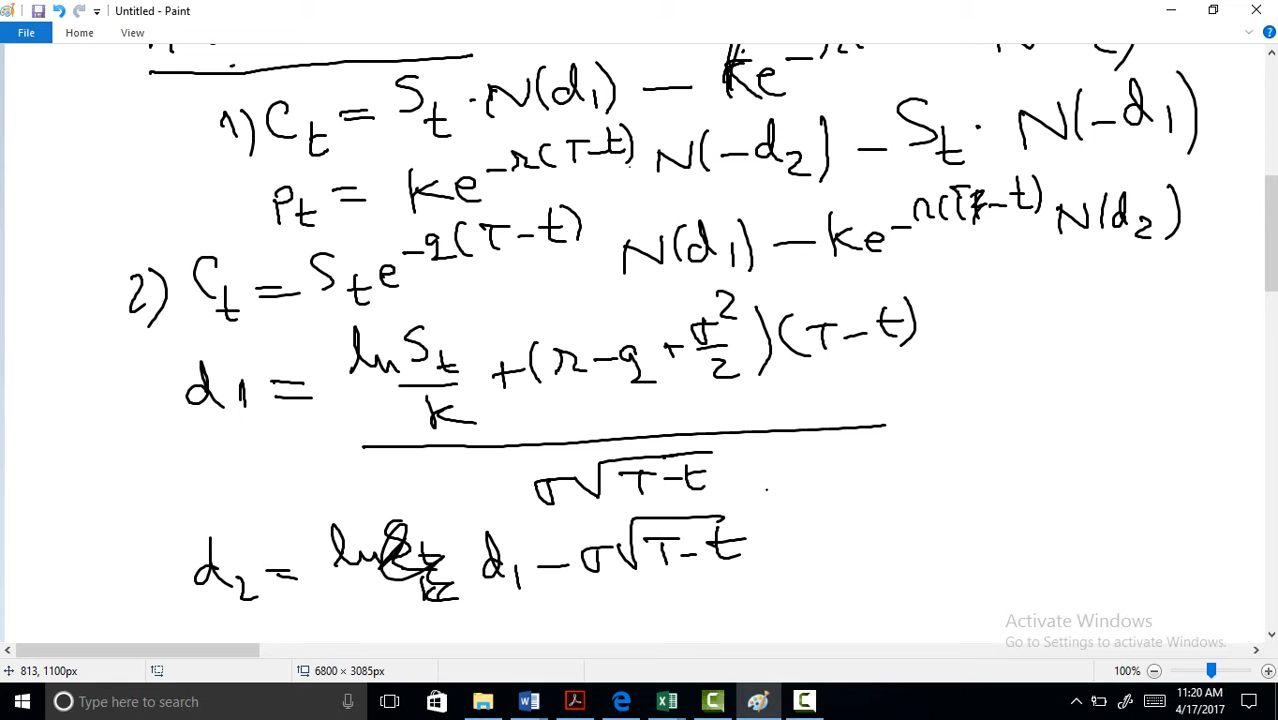 Untitled - Paint
File Home View
1) C_t = S_t · N(d_1) — Ke^-
P_t = Ke^-r(T-t) N(-d_2) - S_t · N(-d_1)
2) C_t = S_t e^-q(T-t) N(d_1) - Ke^-r(T-t) N(d_2)
d_1 = ln S_t/K + (r - q + σ^2/2)(T - t)
σ√T-t
d_2 = d_1 - σ√T-t
Activate Windows
Go to Settings to activate Windows.
813, 1100px 6800 × 3085px 100%
Type here to search 11:20 AM
4/17/2017